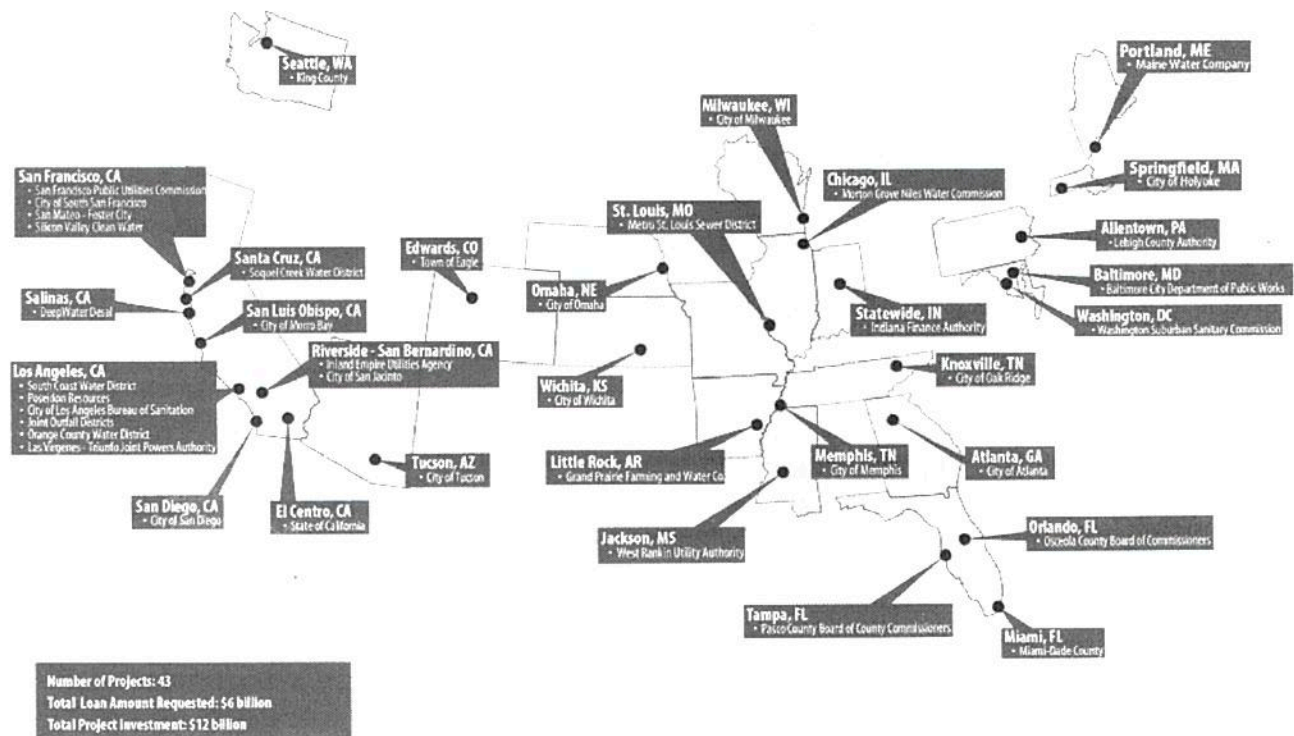 Seattle, WA
• King County
Portland, ME
• Maine Water Company
Milwaukee, WI
• City of Milwaukee
San Francisco, CA
• San Francisco Public Utilities Commission
• City of South San Francisco
• San Mateo - Foster City
• Silicon Valley Clean Water
Chicago, IL
• Morton Grove Niles Water Commission
Springfield, MA
• City of Holyoke
St. Louis, MO
• Metro St. Louis Sewer District
Allentown, PA
• Lehigh County Authority
Santa Cruz, CA
• Soquel Creek Water District
Edwards, CO
• Town of Eagle
Baltimore, MD
• Baltimore City Department of Public Works
Omaha, NE
• City of Omaha
Salinas, CA
• DeepWater Desal
San Luis Obispo, CA
• City of Morro Bay
Statewide, IN
• Indiana Finance Authority
Washington, DC
• Washington Suburban Sanitary Commission
Riverside - San Bernardino, CA
• Inland Empire Utilities Agency
• City of San Jacinto
Los Angeles, CA
• South Coast Water District
• Poseidon Resources
• City of Los Angeles Bureau of Sanitation
• Joint Outfall Districts
• Orange County Water District
• Las Virgenes - Triunfo Joint Powers Authority
Wichita, KS
• City of Wichita
Knoxville, TN
• City of Oak Ridge
Tucson, AZ
• City of Tucson
Little Rock, AR
• Grand Prairie Farming and Water Co.
Memphis, TN
• City of Memphis
Atlanta, GA
• City of Atlanta
San Diego, CA
• City of San Diego
El Centro, CA
• State of California
Jackson, MS
• West Rankin Utility Authority
Orlando, FL
• Osceola County Board of Commissioners
Tampa, FL
• Pasco County Board of County Commissioners
Miami, FL
• Miami-Dade County
Number of Projects: 43
Total Loan Amount Requested: $6 billion
Total Project Investment: $12 billion